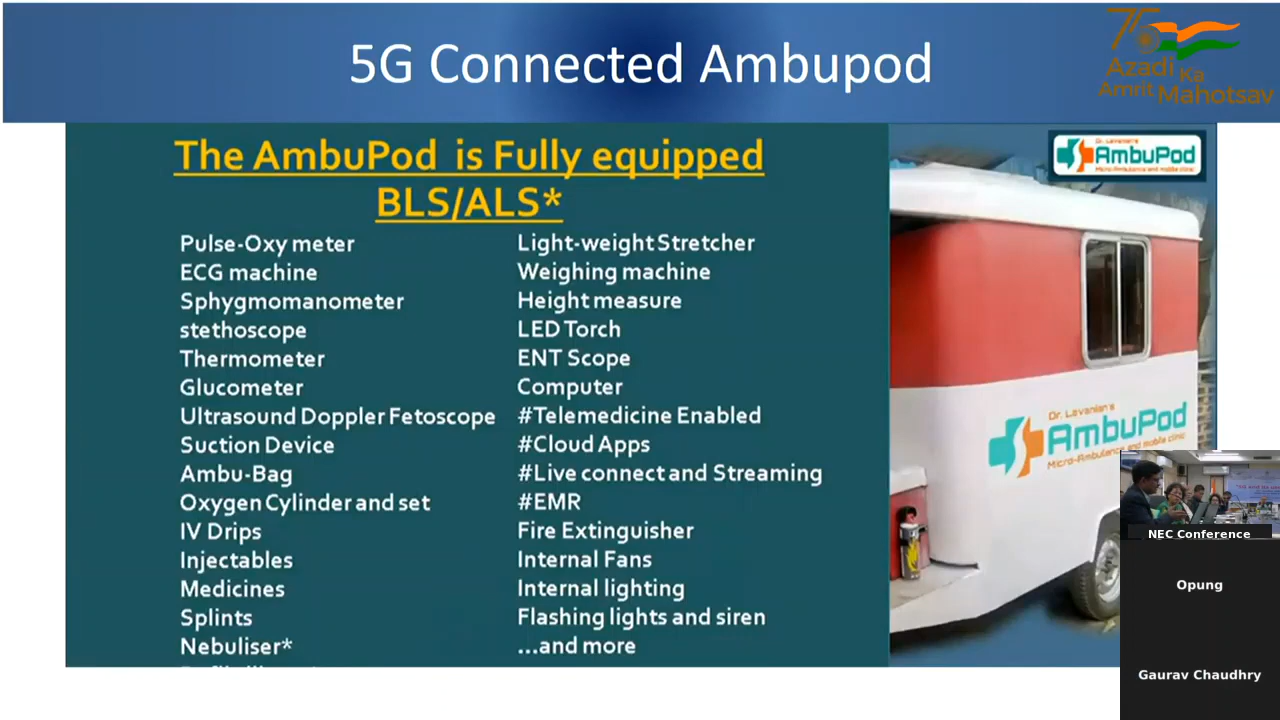 5G Connected Ambupod
75
Azadi Ka
Amrit Mahotsav
The AmbuPod is Fully equipped
BLS/ALS*
Pulse-Oxy meter
ECG machine
Sphygmomanometer
stethoscope
Thermometer
Glucometer
Ultrasound Doppler Fetoscope
Suction Device
Ambu-Bag
Oxygen Cylinder and set
IV Drips
Injectables
Medicines
Splints
Nebuliser*
Light-weight Stretcher
Weighing machine
Height measure
LED Torch
ENT Scope
Computer
#Telemedicine Enabled
#Cloud Apps
#Live connect and Streaming
#EMR
Fire Extinguisher
Internal Fans
Internal lighting
Flashing lights and siren
...and more
Dr. Lavanian's
AmbuPod
Micro-Ambulance and mobile clinic
Dr. Lavanian's
AmbuPod
Micro-Ambulance and mobile clinic
NEC Conference
Opung
Gaurav Chaudhry